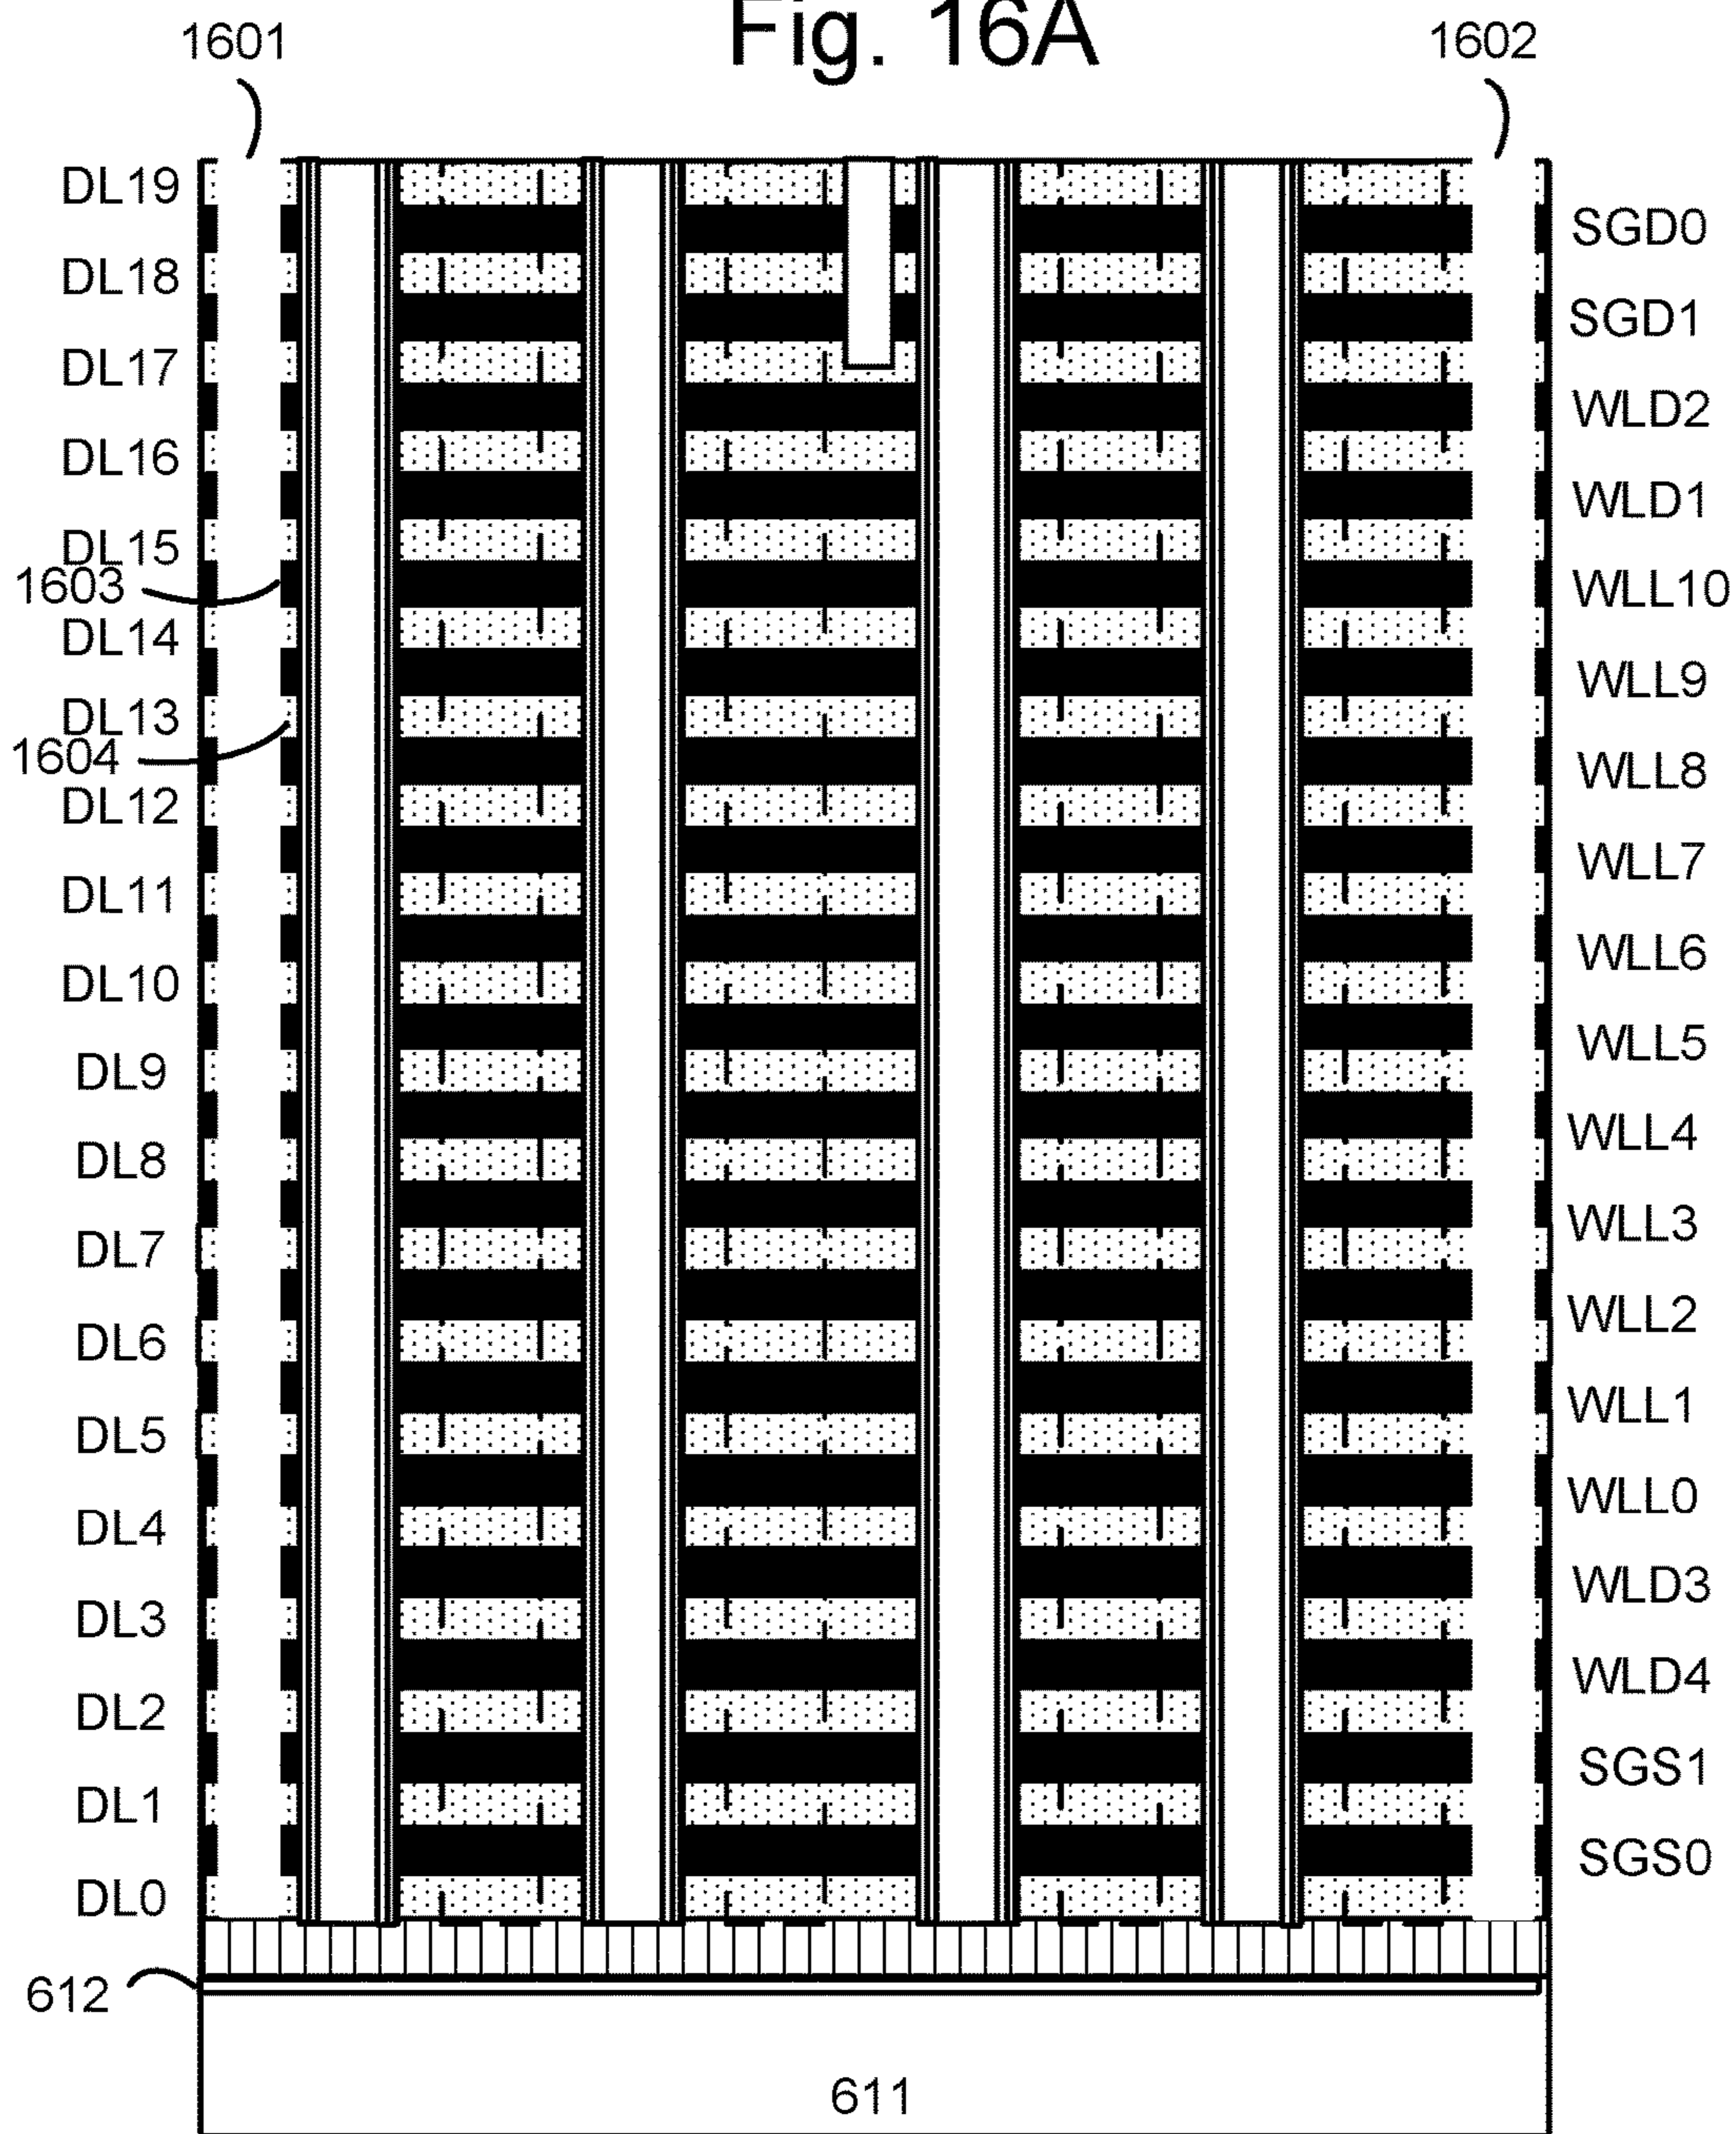 Fig. 16A
1601
1602
DL19
SGD0
DL18
SGD1
DL17
WLD2
DL16
WLD1
DL15
1603
WLL10
DL14
WLL9
DL13
1604
WLL8
DL12
WLL7
DL11
WLL6
DL10
WLL5
DL9
WLL4
DL8
WLL3
DL7
WLL2
DL6
WLL1
DL5
WLL0
DL4
WLD3
DL3
WLD4
DL2
SGS1
DL1
SGS0
DL0
612
611